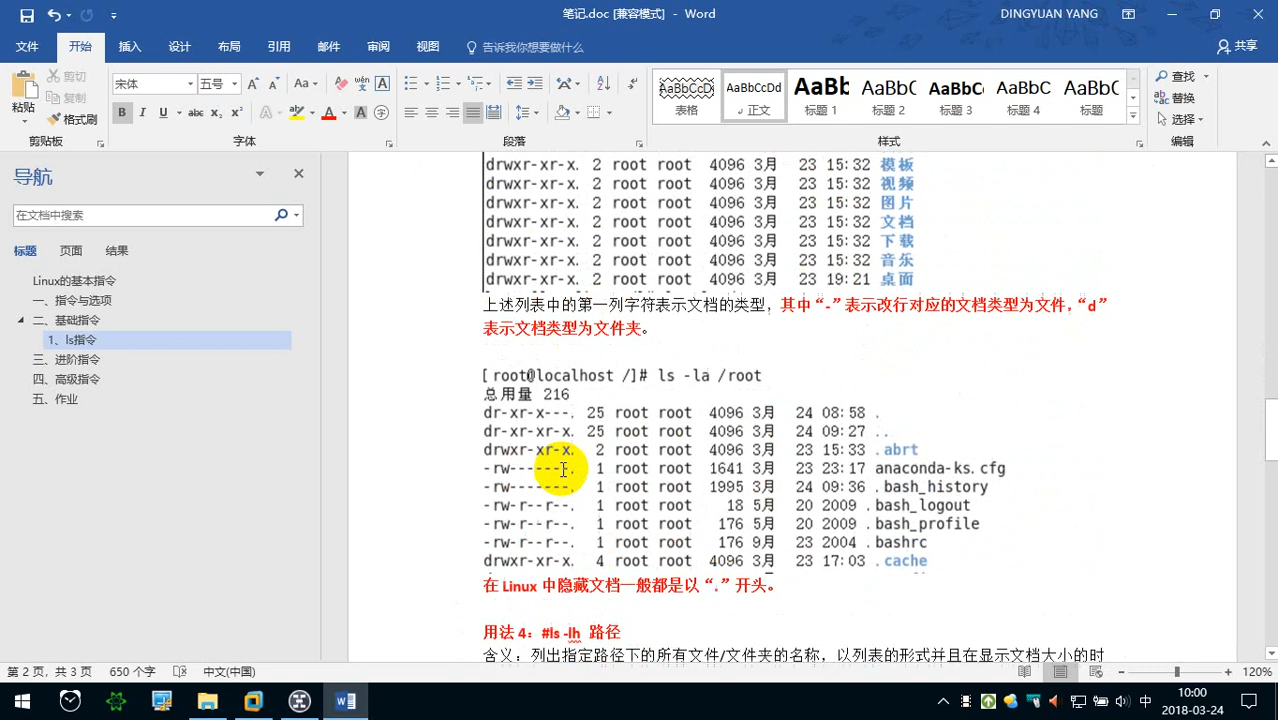 笔记.doc [兼容模式] - Word
DINGYUAN YANG
文件 开始 插入 设计 布局 引用 邮件 审阅 视图 告诉我你想要做什么 共享
粘贴 剪切 复制 格式刷
宋体 五号
B I U abc X₂ X²
AaBbCcDd 表格
AaBbCcDd 正文
AaBb 标题 1
AaBbC 标题 2
AaBbC 标题 3
AaBbC 标题 4
AaBbC 标题
查找 替换 选择
剪贴板 字体 段落 样式 编辑
导航
在文档中搜索
标题 页面 结果
Linux的基本指令
一、指令与选项
二、基础指令
1、ls指令
三、进阶指令
四、高级指令
五、作业
drwxr-xr-x. 2 root root 4096 3月 23 15:32 模板
drwxr-xr-x. 2 root root 4096 3月 23 15:32 视频
drwxr-xr-x. 2 root root 4096 3月 23 15:32 图片
drwxr-xr-x. 2 root root 4096 3月 23 15:32 文档
drwxr-xr-x. 2 root root 4096 3月 23 15:32 下载
drwxr-xr-x. 2 root root 4096 3月 23 15:32 音乐
drwxr-xr-x. 2 root root 4096 3月 23 19:21 桌面
上述列表中的第一列字符表示文档的类型，其中“-”表示改行对应的文档类型为文件，“d”
表示文档类型为文件夹。
[root@localhost /]# ls -la /root
总用量 216
dr-xr-x---. 25 root root 4096 3月 24 08:58 .
dr-xr-xr-x. 25 root root 4096 3月 24 09:27 ..
drwxr-xr-x. 2 root root 4096 3月 23 15:33 .abrt
-rw-------. 1 root root 1641 3月 23 23:17 anaconda-ks.cfg
-rw-------. 1 root root 1995 3月 24 09:36 .bash_history
-rw-r--r--. 1 root root 18 5月 20 2009 .bash_logout
-rw-r--r--. 1 root root 176 5月 20 2009 .bash_profile
-rw-r--r--. 1 root root 176 9月 23 2004 .bashrc
drwxr-xr-x. 4 root root 4096 3月 23 17:03 .cache
在 Linux 中隐藏文档一般都是以“.”开头。
用法 4：#ls -lh 路径
含义：列出指定路径下的所有文件/文件夹的名称，以列表的形式并且在显示文档大小的时
第 2 页，共 3 页 650 个字 中文(中国) 120%
中 10:00
2018-03-24